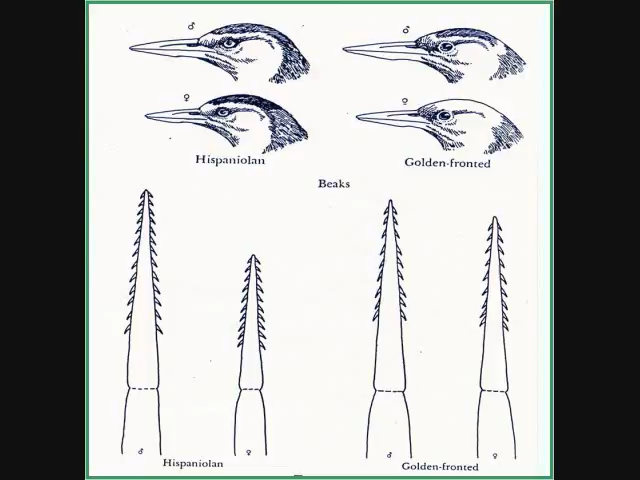 ♂
♂
♀
♀
Hispaniolan
Golden-fronted
Beaks
♂
♀
♂
♀
Hispaniolan
Golden-fronted